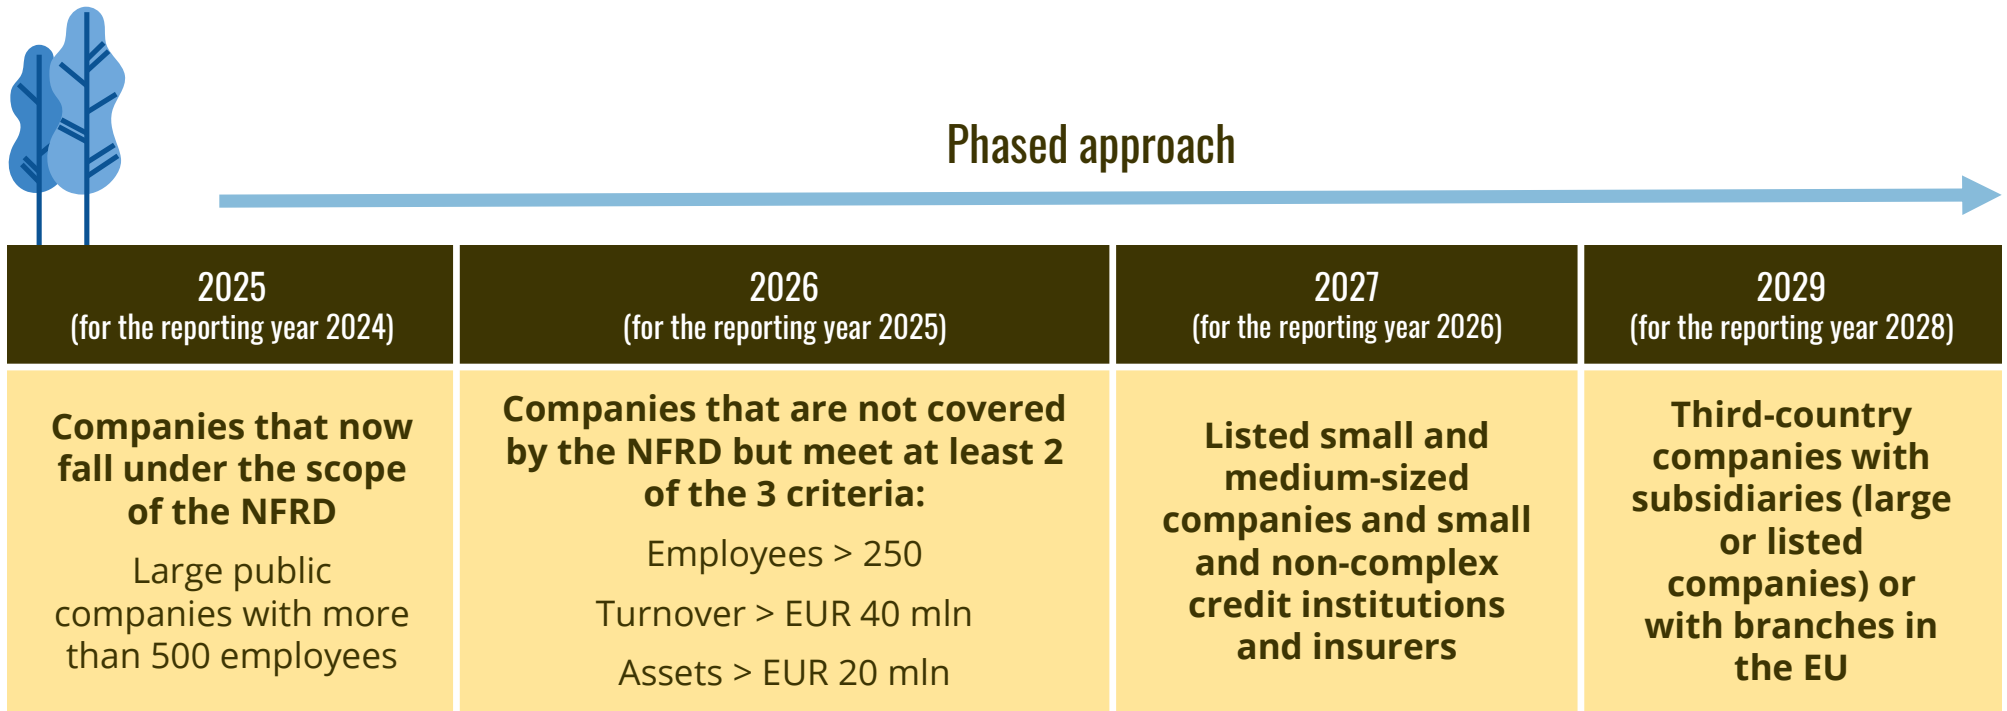 Phased approach
2025
(for the reporting year 2024)
Companies that now
fall under the scope
of the NFRD
Large public
companies with more
than 500 employees
2026
(for the reporting year 2025)
Companies that are not covered
by the NFRD but meet at least 2
of the 3 criteria:
Employees > 250
Turnover > EUR 40 mln
Assets > EUR 20 mln
2027
(for the reporting year 2026)
Listed small and
medium-sized
companies and small
and non-complex
credit institutions
and insurers
2029
(for the reporting year 2028)
Third-country
companies with
subsidiaries (large
or listed
companies) or
with branches in
the EU